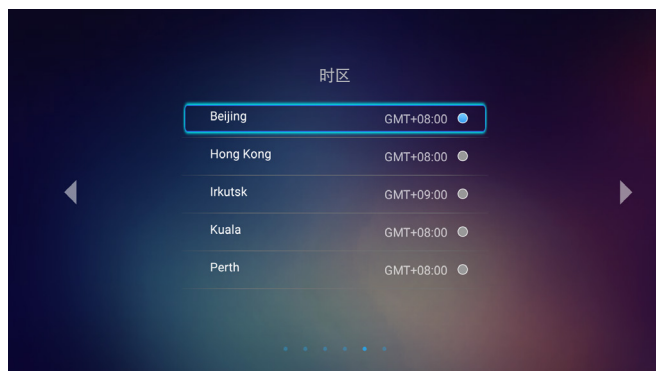 时区
Beijing GMT+08:00
Hong Kong GMT+08:00
Irkutsk GMT+09:00
Kuala GMT+08:00
Perth GMT+08:00